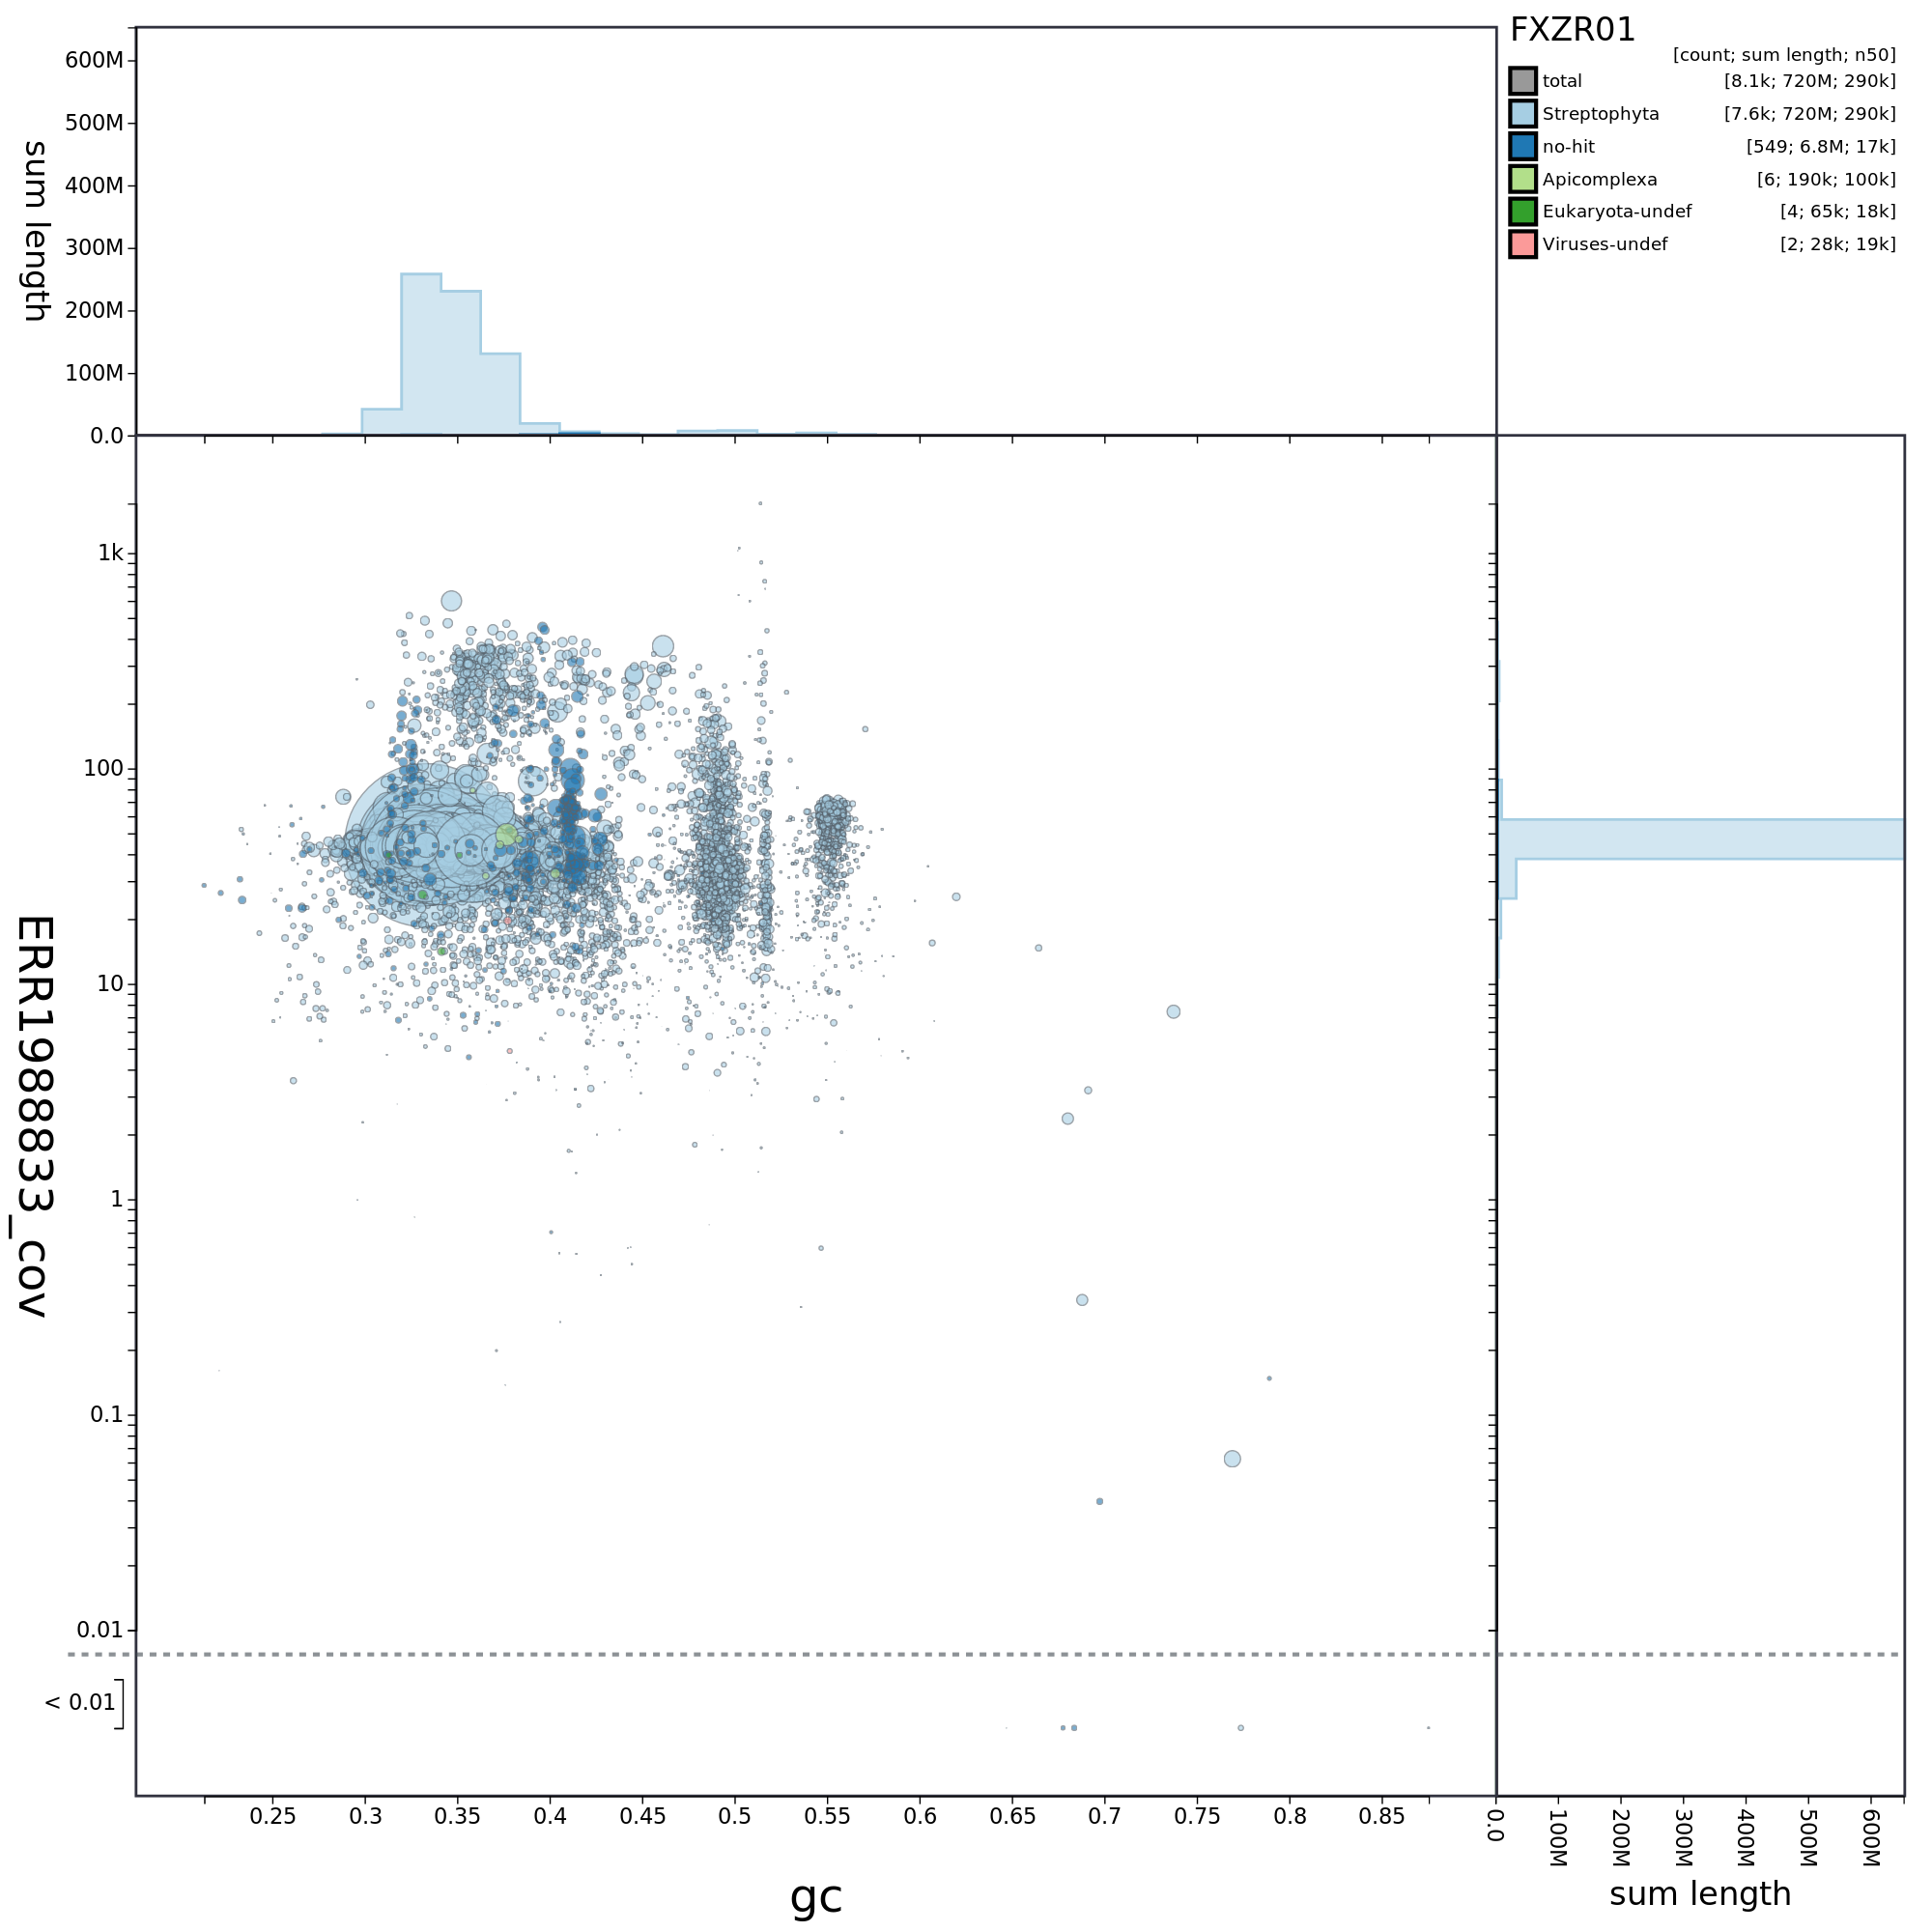 FXZR01
[count; sum length; n50]
total [8.1k; 720M; 290k]
Streptophyta [7.6k; 720M; 290k]
no-hit [549; 6.8M; 17k]
Apicomplexa [6; 190k; 100k]
Eukaryota-undef [4; 65k; 18k]
Viruses-undef [2; 28k; 19k]
sum length
600M
500M
400M
300M
200M
100M
0.0
ERR1988833_cov
1k
100
10
1
0.1
0.01
< 0.01
0.25 0.3 0.35 0.4 0.45 0.5 0.55 0.6 0.65 0.7 0.75 0.8 0.85
gc
0.0 100M 200M 300M 400M 500M 600M
sum length